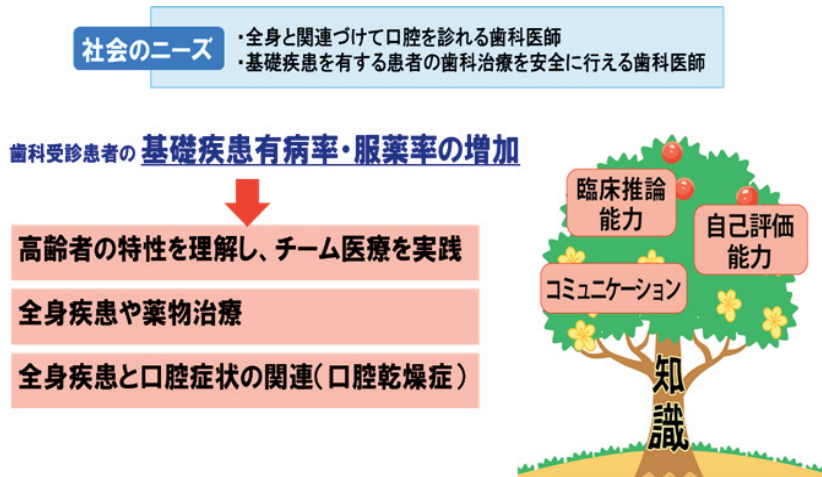 社会のニーズ
・全身と関連づけて口腔を診れる歯科医師
・基礎疾患を有する患者の歯科治療を安全に行える歯科医師
歯科受診患者の 基礎疾患有病率・服薬率の増加
高齢者の特性を理解し、チーム医療を実践
全身疾患や薬物治療
全身疾患と口腔症状の関連(口腔乾燥症)
臨床推論
能力
自己評価
能力
コミュニケーション
知
識